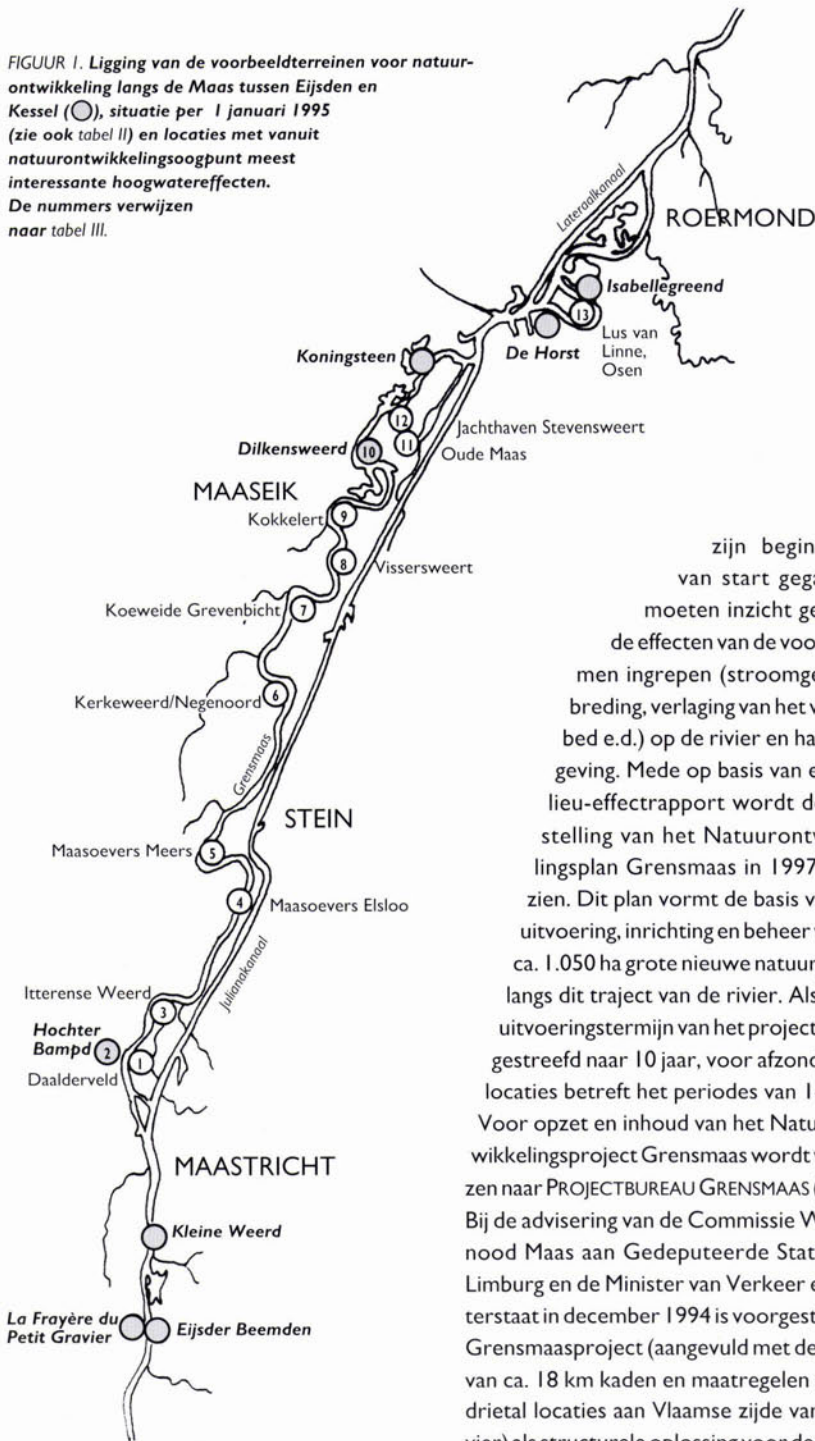 FIGUUR 1. Ligging van de voorbeeldterreinen voor natuur-
ontwikkeling langs de Maas tussen Eijsden en
Kessel ( ), situatie per 1 januari 1995
(zie ook tabel II) en locaties met vanuit
natuurontwikkelingsoogpunt meest
interessante hoogwatereffecten.
De nummers verwijzen
naar tabel III.
Lateraalkanaal
ROERMOND
Isabellegreend
13
Koningsteen
De Horst
Lus van
Linne,
Osen
12
Jachthaven Stevensweert
11
Oude Maas
Dilkensweerd
10
MAASEIK
Kokkelert
9
8
Vissersweert
Koeweide Grevenbicht
7
Kerkeweerd/Negenoord
6
Grensmaas
STEIN
Maasoevers Meers
5
4
Maasoevers Elsloo
Julianakanaal
Itterense Weerd
3
Hochter
Bampd
2
1
Daalderveld
MAASTRICHT
Kleine Weerd
La Frayère du
Petit Gravier
Eijsder Beemden
zijn begin
van start gega
moeten inzicht ge
de effecten van de voo
men ingrepen (stroomge
breding, verlaging van het v
bed e.d.) op de rivier en ha
geving. Mede op basis van e
lieu-effectrapport wordt de
stelling van het Natuurontv
lingsplan Grensmaas in 1997
zien. Dit plan vormt de basis v
uitvoering, inrichting en beheer v
ca. 1.050 ha grote nieuwe natuur
langs dit traject van de rivier. Als
uitvoeringstermijn van het project
gestreefd naar 10 jaar, voor afzonc
locaties betreft het periodes van 1
Voor opzet en inhoud van het Natu
wikkelingsproject Grensmaas wordt v
zen naar PROJECTBUREAU GRENSMAAS (
Bij de advisering van de Commissie W
nood Maas aan Gedeputeerde Stat
Limburg en de Minister van Verkeer e
terstaat in december 1994 is voorgest
Grensmaasproject (aangevuld met de
van ca. 18 km kaden en maatregelen
drietal locaties aan Vlaamse zijde van
vier) als structurele oplossing voor de